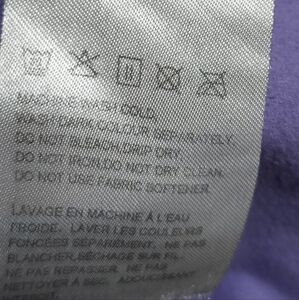 30
MACHINE WASH COLD,
WASH DARK COLOUR SEPARATELY,
DO NOT BLEACH,DRIP DRY.
DO NOT IRON,DO NOT DRY CLEAN.
DO NOT USE FABRIC SOFTENER.
LAVAGE EN MACHINE À L'EAU
FROIDE. LAVER LES COULEURS
FONCÉES SÉPARÉMENT. NE PAS
BLANCHIR,SÉCHAGE SUR FIL.
NE PAS REPASSER. NE PAS
NETTOYER À SEC.